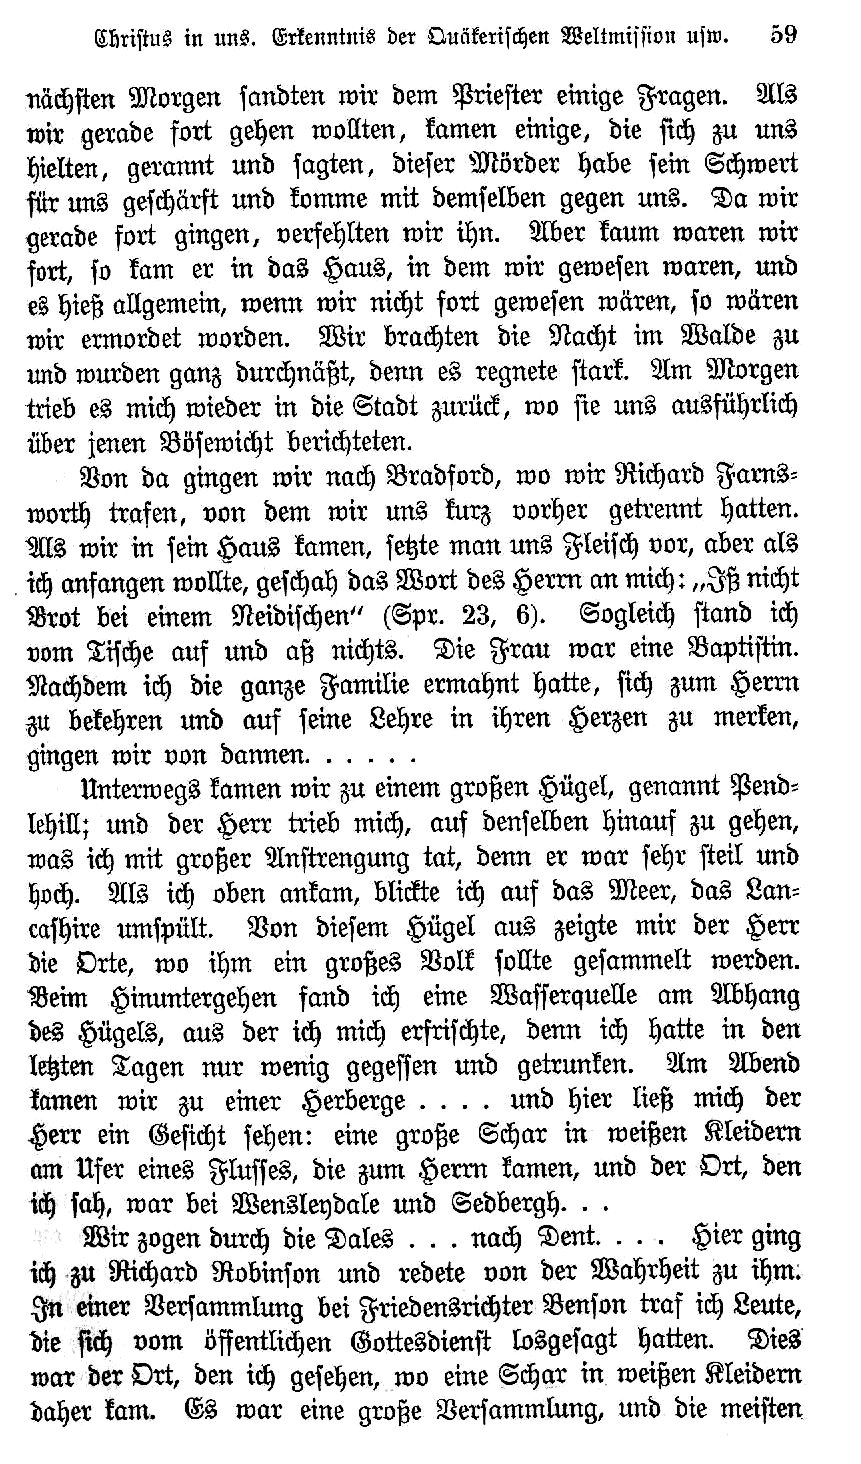 Christus in uns. Erkenntnis der Quäkerischen Weltmission usw. 59
nächsten Morgen sandten wir dem Priester einige Fragen. Als
wir gerade fort gehen wollten, kamen einige, die sich zu uns
hielten, gerannt und sagten, dieser Mörder habe sein Schwert
für uns geschärft und komme mit demselben gegen uns. Da wir
gerade fort gingen, verfehlten wir ihn. Aber kaum waren wir
fort, so kam er in das Haus, in dem wir gewesen waren, und
es hieß allgemein, wenn wir nicht fort gewesen wären, so wären
wir ermordet worden. Wir brachten die Nacht im Walde zu
und wurden ganz durchnäßt, denn es regnete stark. Am Morgen
trieb es mich wieder in die Stadt zurück, wo sie uns ausführlich
über jenen Bösewicht berichteten.
Von da gingen wir nach Bradford, wo wir Richard Farns-
worth trafen, von dem wir uns kurz vorher getrennt hatten.
Als wir in sein Haus kamen, setzte man uns Fleisch vor, aber als
ich anfangen wollte, geschah das Wort des Herrn an mich: „Iß nicht
Brot bei einem Neidischen“ (Spr. 23, 6). Sogleich stand ich
vom Tische auf und aß nichts. Die Frau war eine Baptistin.
Nachdem ich die ganze Familie ermahnt hatte, sich zum Herrn
zu bekehren und auf seine Lehre in ihren Herzen zu merken,
gingen wir von dannen. . . . . .
Unterwegs kamen wir zu einem großen Hügel, genannt Pend-
lehill; und der Herr trieb mich, auf denselben hinauf zu gehen,
was ich mit großer Anstrengung tat, denn er war sehr steil und
hoch. Als ich oben ankam, blickte ich auf das Meer, das Lan-
cashire umspült. Von diesem Hügel aus zeigte mir der Herr
die Orte, wo ihm ein großes Volk sollte gesammelt werden.
Beim Hinuntergehen fand ich eine Wasserquelle am Abhang
des Hügels, aus der ich mich erfrischte, denn ich hatte in den
letzten Tagen nur wenig gegessen und getrunken. Am Abend
kamen wir zu einer Herberge . . . . und hier ließ mich der
Herr ein Gesicht sehen: eine große Schar in weißen Kleidern
am Ufer eines Flusses, die zum Herrn kamen, und der Ort, den
ich sah, war bei Wensleydale und Sedbergh. . .
Wir zogen durch die Dales . . . nach Dent. . . . Hier ging
ich zu Richard Robinson und redete von der Wahrheit zu ihm.
In einer Versammlung bei Friedensrichter Benson traf ich Leute,
die sich vom öffentlichen Gottesdienst losgesagt hatten. Dies
war der Ort, den ich gesehen, wo eine Schar in weißen Kleidern
daher kam. Es war eine große Versammlung, und die meisten